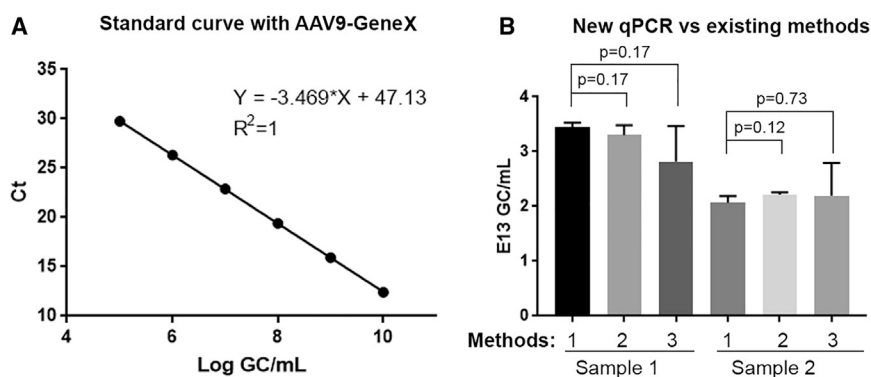 A
Standard curve with AAV9-GeneX
35
30
25
20
15
10
Ct
Y = -3.469*X + 47.13
R²=1
4 6 8 10
Log GC/mL
B
New qPCR vs existing methods
p=0.17
p=0.17
p=0.73
p=0.12
4
3
2
1
0
E13 GC/mL
Methods: 1 2 3 1 2 3
Sample 1 Sample 2